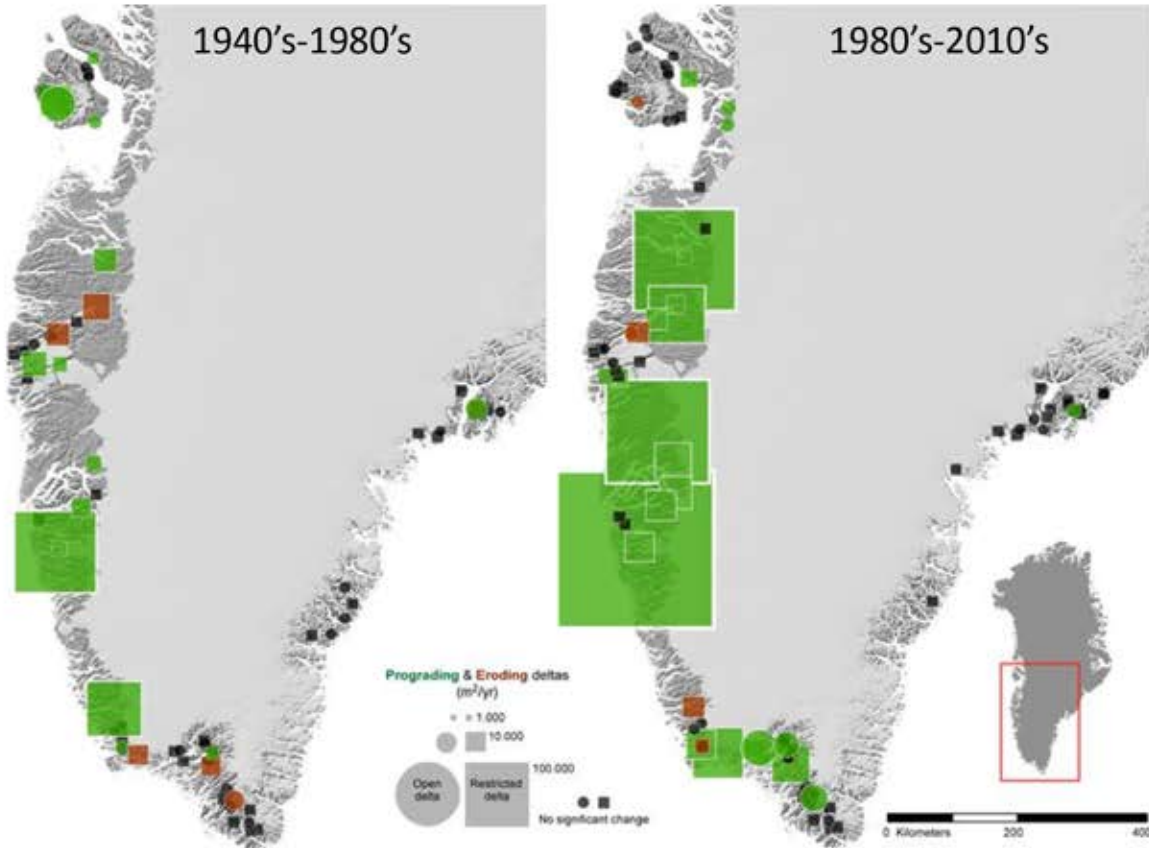 1940's-1980's
1980's-2010's
Prograding & Eroding deltas
(m²/yr)
1.000
10.000
100.000
Open
delta
Restricted
delta
No significant change
0 Kilometers 200 400